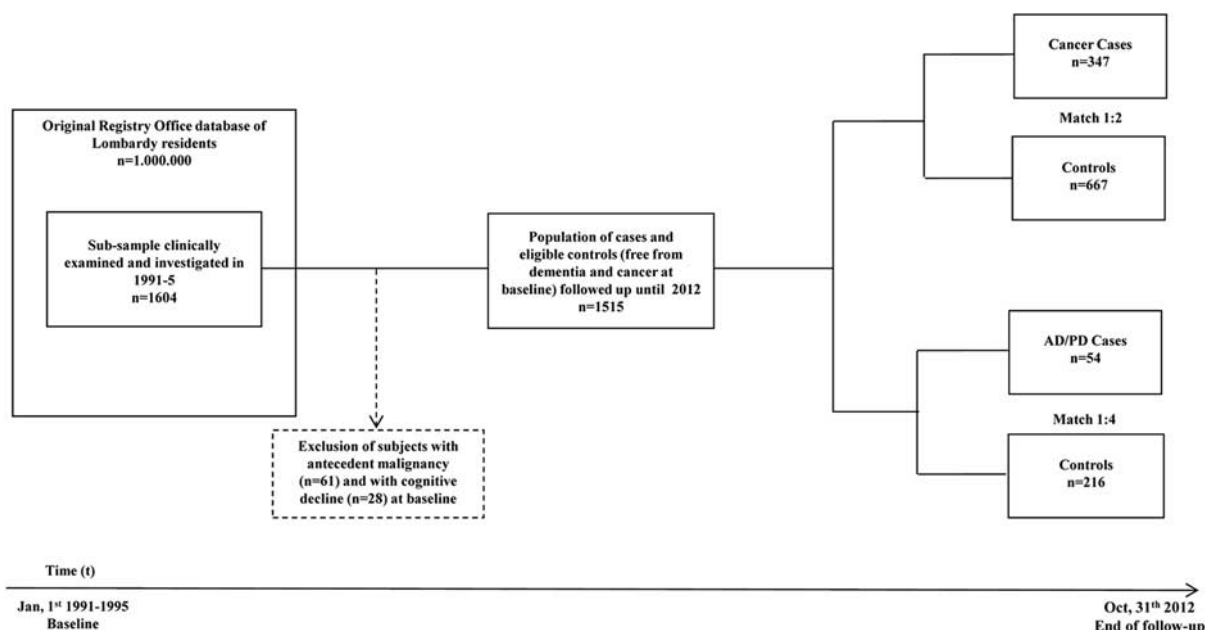 Original Registry Office database of
Lombardy residents
n=1.000.000
Sub-sample clinically
examined and investigated in
1991-5
n=1604
Exclusion of subjects with
antecedent malignancy
(n=61) and with cognitive
decline (n=28) at baseline
Population of cases and
eligible controls (free from
dementia and cancer at
baseline) followed up until 2012
n=1515
Cancer Cases
n=347
Match 1:2
Controls
n=667
AD/PD Cases
n=54
Match 1:4
Controls
n=216
Time (t)
Jan, 1st 1991-1995
Baseline
Oct, 31th 2012
End of follow-up